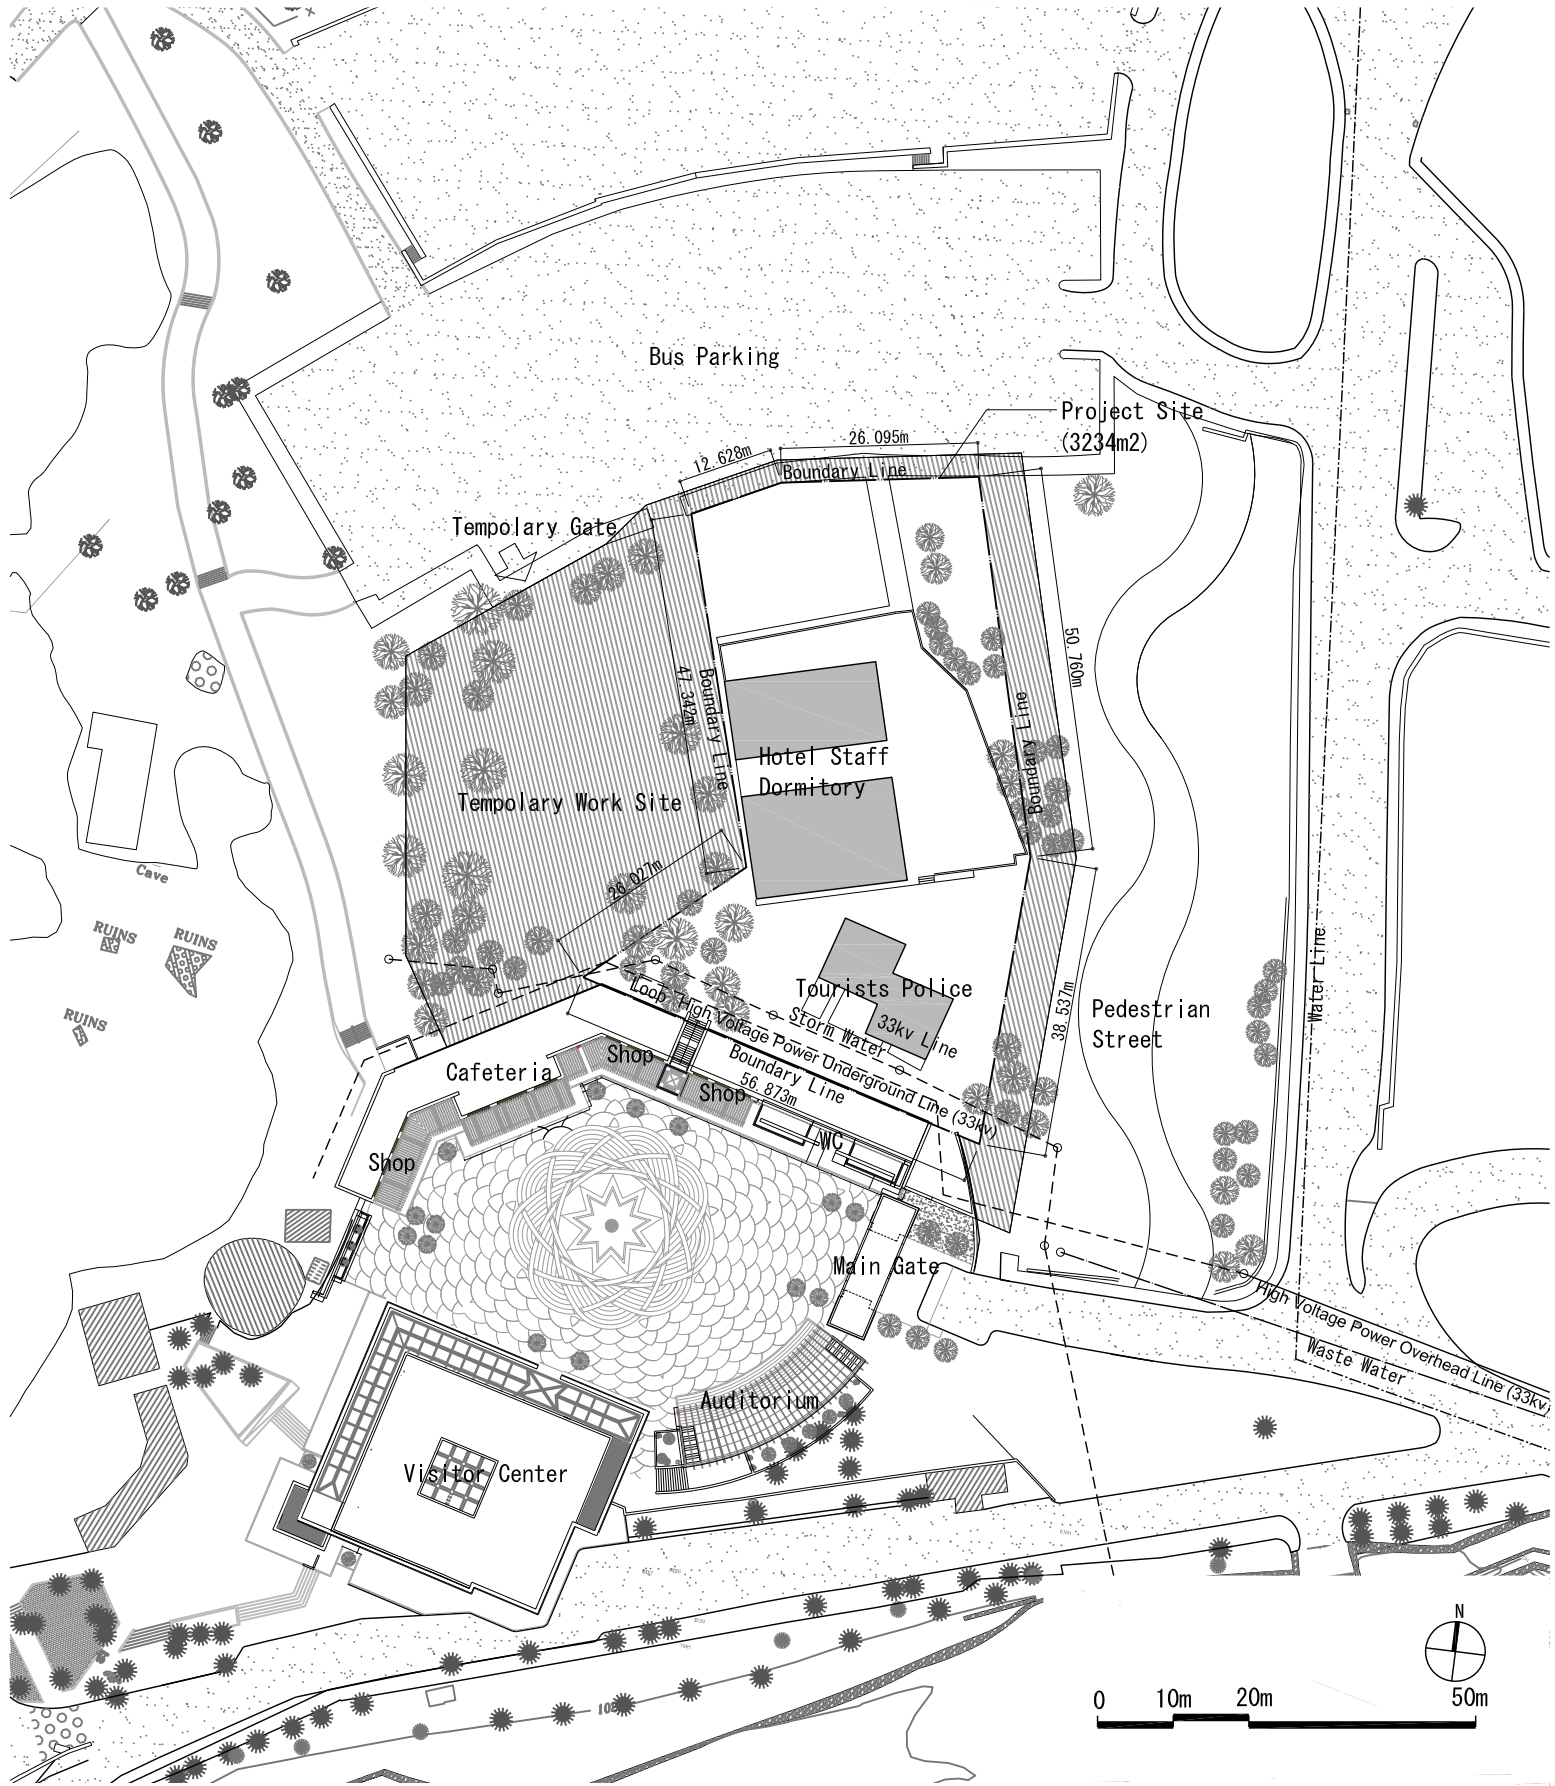 Bus Parking
Project Site
(3234m2)
26.095m
12.628m
Boundary Line
Tempolary Gate
50.760m
47.342m
Boundary Line
Boundary Line
Hotel Staff
Dormitory
Tempolary Work Site
26.027m
Cave
RUINS
RUINS
RUINS
Water Line
Tourists Police
Loop High Voltage Power Underground Line (33kv)
Storm Water
33kv Line
38.537m
Pedestrian
Street
Boundary Line
56.873m
Cafeteria
Shop
Shop
WC
Shop
Main Gate
High Voltage Power Overhead Line (33kv)
Waste Water
Auditorium
Visitor Center
N
0
10m
20m
50m